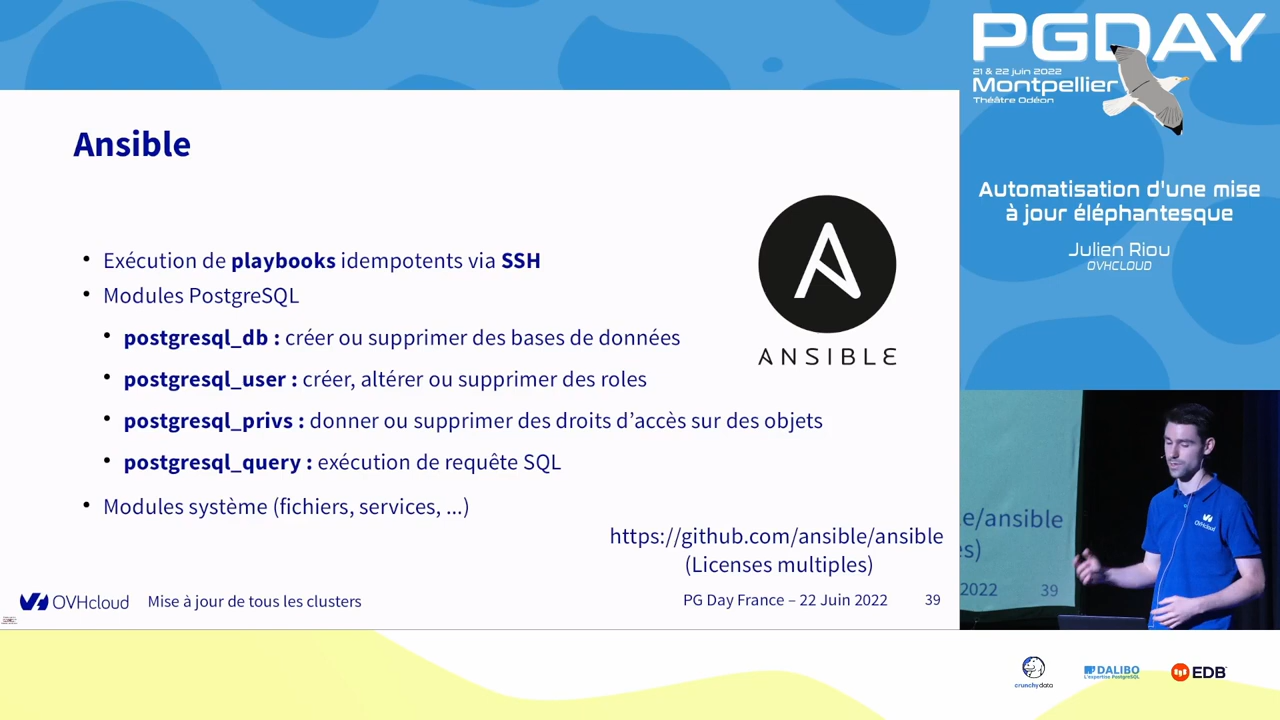 Ansible
• Exécution de playbooks idempotents via SSH
• Modules PostgreSQL
• postgresql_db : créer ou supprimer des bases de données
• postgresql_user : créer, altérer ou supprimer des roles
• postgresql_privs : donner ou supprimer des droits d’accès sur des objets
• postgresql_query : exécution de requête SQL
• Modules système (fichiers, services, ...)
ANSIBLE
https://github.com/ansible/ansible
(Licenses multiples)
OVHcloud
Mise à jour de tous les clusters
PG Day France – 22 Juin 2022
39
PGDAY
21 & 22 juin 2022
Montpellier
Théâtre Odéon
Automatisation d'une mise
à jour éléphantesque
Julien Riou
OVHCLOUD
e/ansible
es)
2022
39
OVHcloud
crunchydata
DALIBO
L'expertise PostgreSQL
EDB